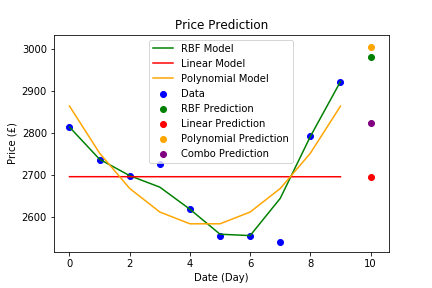 Price Prediction
RBF Model
Linear Model
Polynomial Model
Data
RBF Prediction
Linear Prediction
Polynomial Prediction
Combo Prediction
Price (£)
3000
2900
2800
2700
2600
0 2 4 6 8 10
Date (Day)